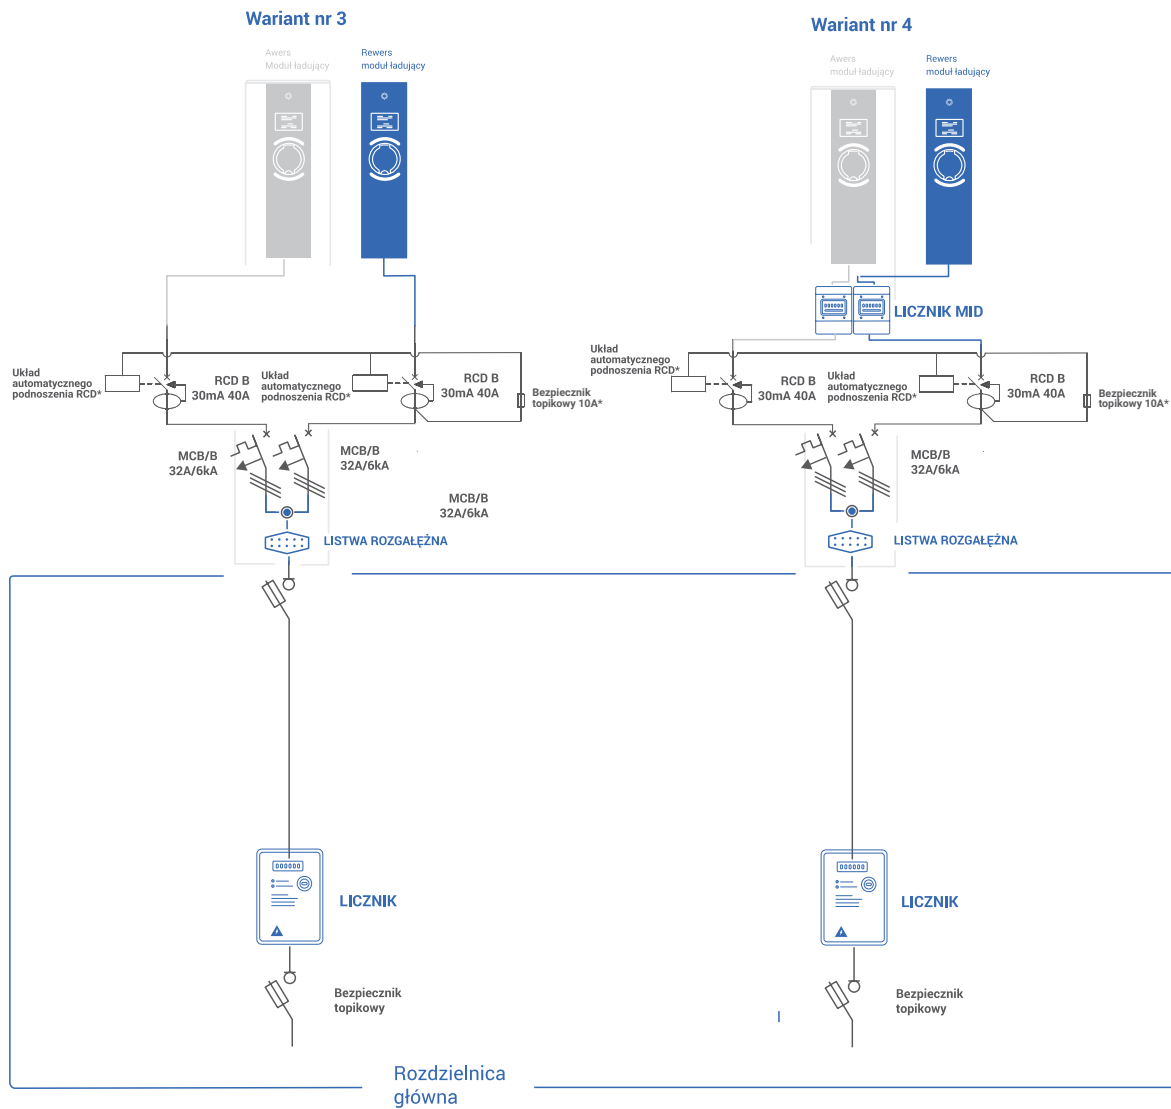 Wariant nr 3
Awers
Moduł ładujący
Rewers
moduł ładujący
Układ
automatycznego
podnoszenia RCD*
RCD B
30mA 40A
Układ
automatycznego
podnoszenia RCD*
RCD B
30mA 40A
Bezpiecznik
topikowy 10A*
MCB/B
32A/6kA
MCB/B
32A/6kA
MCB/B
32A/6kA
LISTWA ROZGAŁĘŹNA
LICZNIK
Bezpiecznik
topikowy
Wariant nr 4
Awers
moduł ładujący
Rewers
moduł ładujący
LICZNIK MID
Układ
automatycznego
podnoszenia RCD*
RCD B
30mA 40A
Układ
automatycznego
podnoszenia RCD*
RCD B
30mA 40A
Bezpiecznik
topikowy 10A*
MCB/B
32A/6kA
LISTWA ROZGAŁĘŹNA
LICZNIK
Bezpiecznik
topikowy
Rozdzielnica
główna